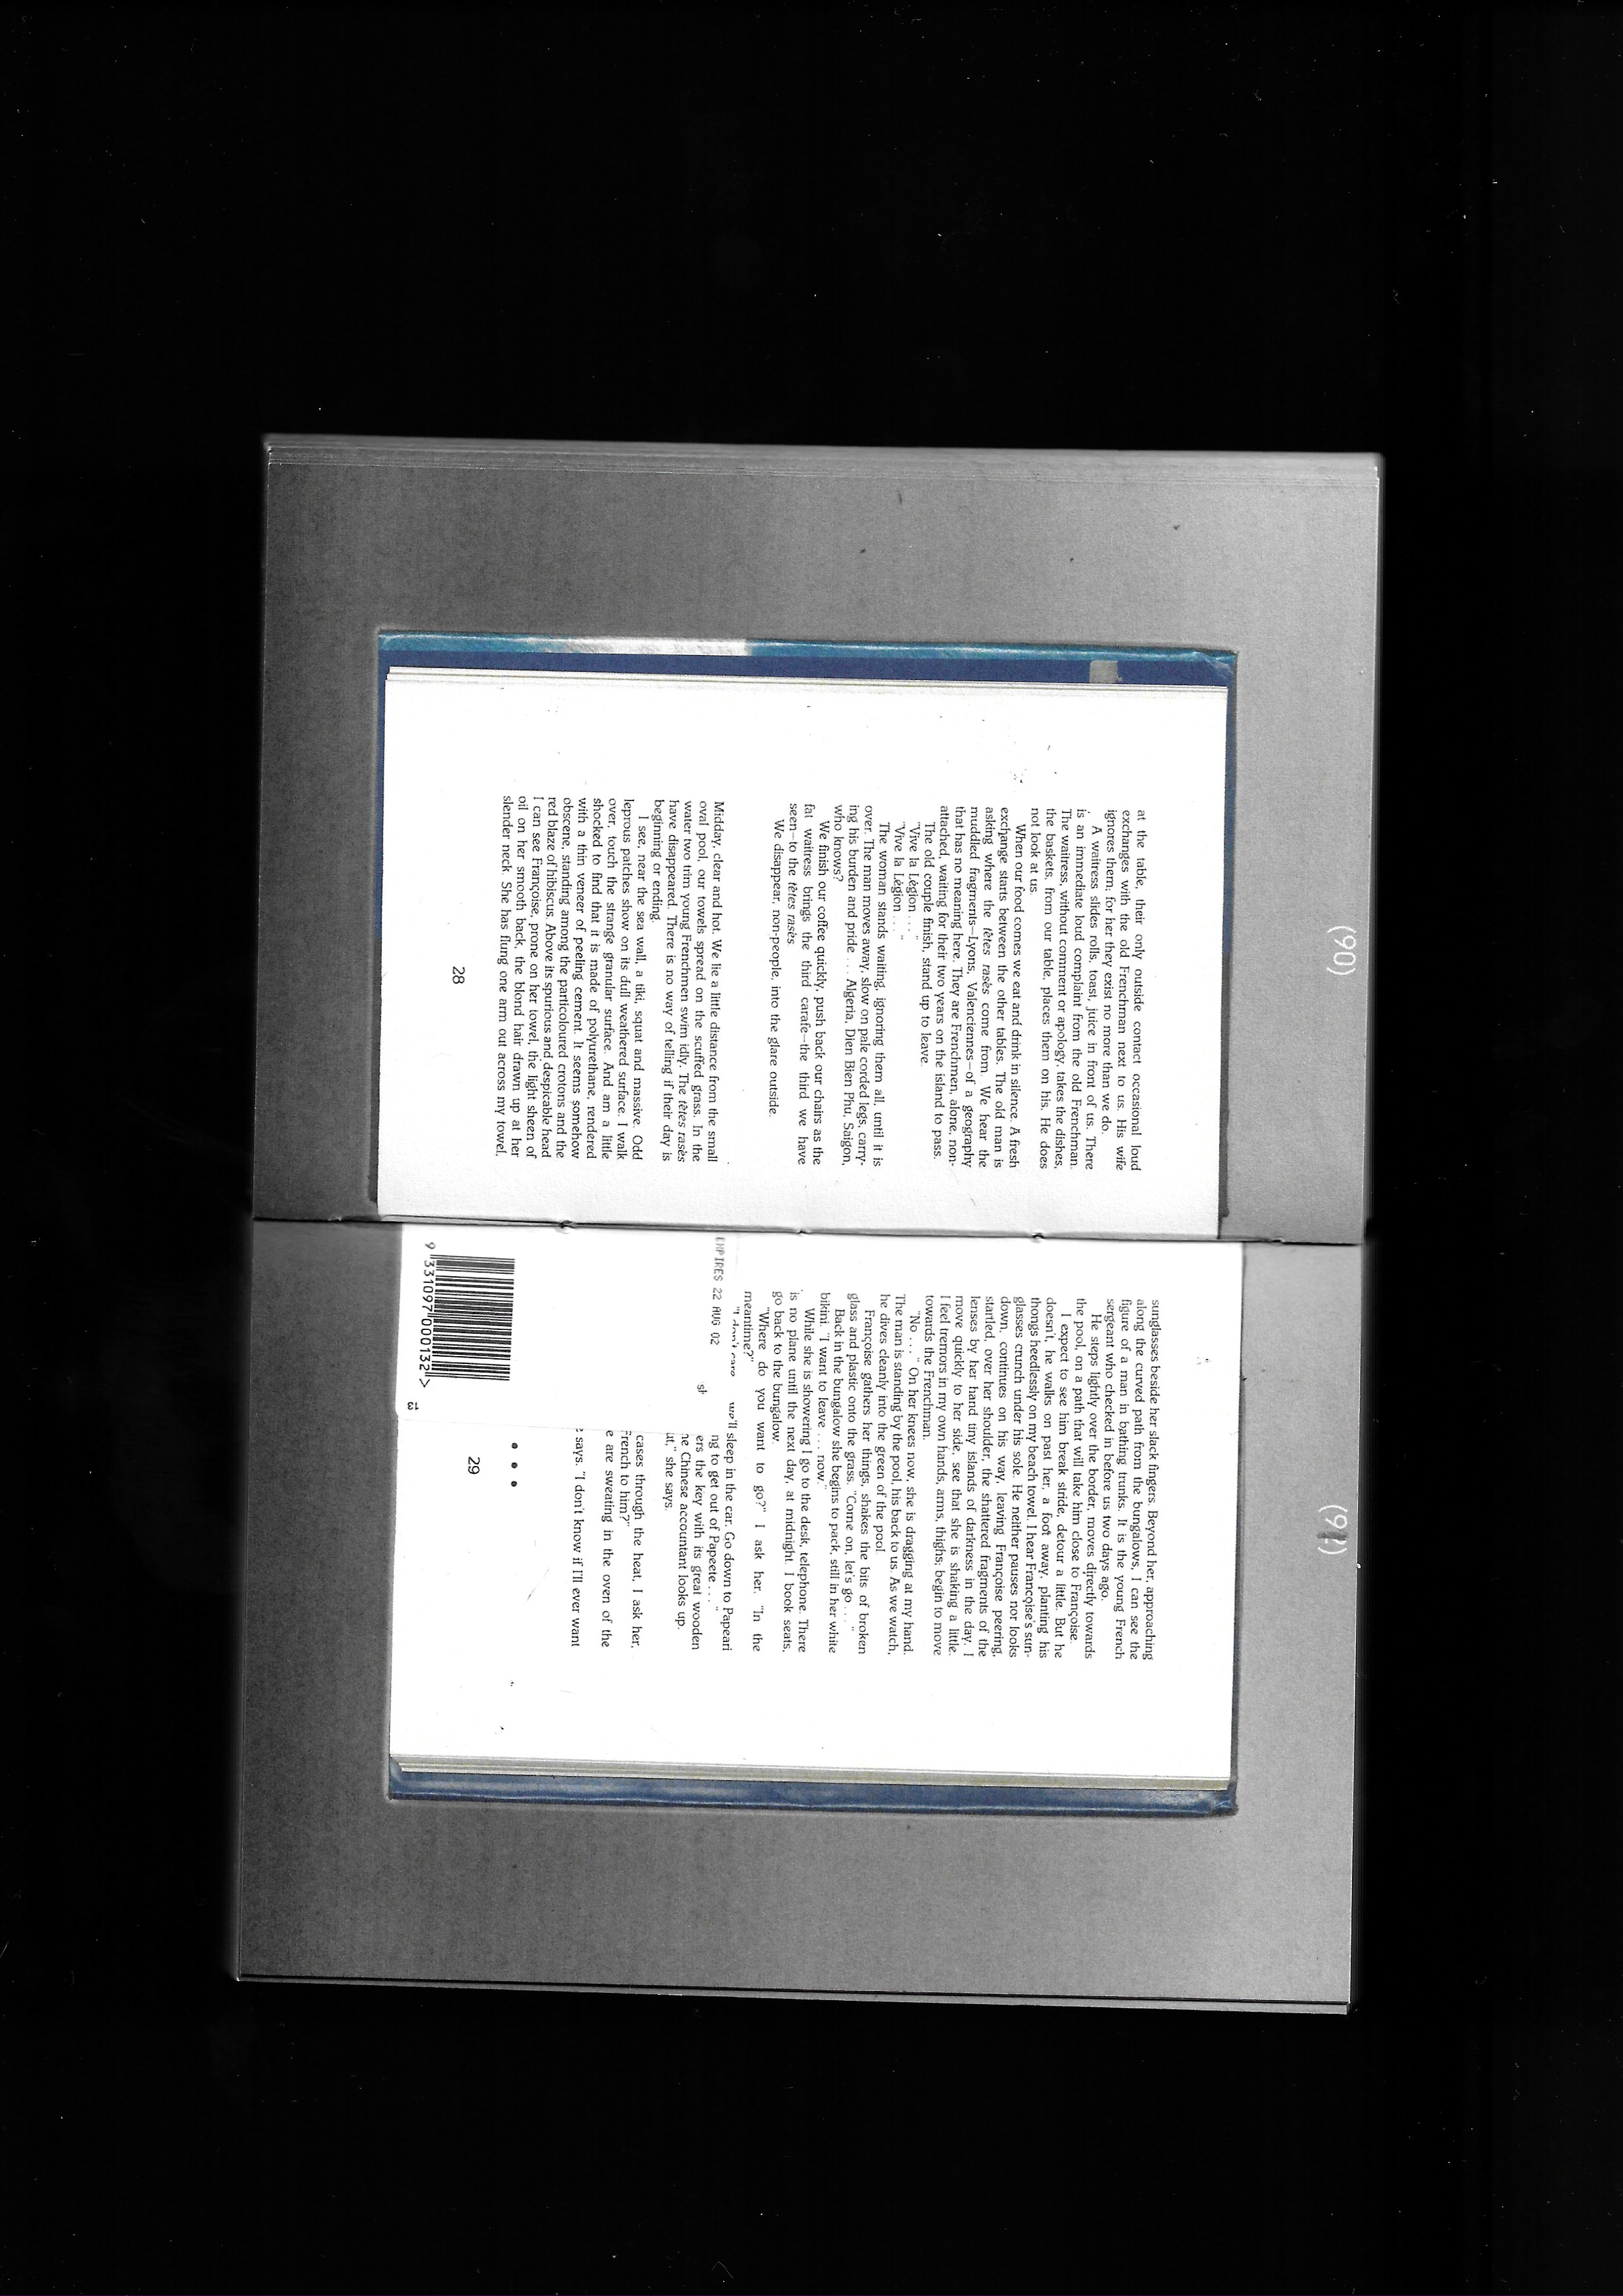 (90)
at the table, their only outside contact occasional loud
exchanges with the old Frenchman next to us. His wife
ignores them; for her they exist no more than we do.
A waitress slides rolls, toast, juice in front of us. There
is an immediate loud complaint from the old Frenchman.
The waitress, without comment or apology, takes the dishes,
the baskets, from our table, places them on his. He does
not look at us.
When our food comes we eat and drink in silence. A fresh
exchange starts between the other tables. The old man is
asking where the têtes rasès come from. We hear the
muddled fragments—Lyons, Valenciennes—of a geography
that has no meaning here. They are Frenchmen, alone, non-
attached, waiting for their two years on the island to pass.
The old couple finish, stand up to leave.
"Vive la Lègion . . ."
"Vive la Lègion . . ."
The woman stands waiting, ignoring them all, until it is
over. The man moves away, slow on pale corded legs, carry-
ing his burden and pride . . . Algeria, Dien Bien Phu, Saigon,
who knows?
We finish our coffee quickly, push back our chairs as the
fat waitress brings the third carafe—the third we have
seen—to the têtes rasès.
We disappear, non-people, into the glare outside.
Midday, clear and hot. We lie a little distance from the small
oval pool, our towels spread on the scuffed grass. In the
water two trim young Frenchmen swim idly. The têtes rasès
have disappeared. There is no way of telling if their day is
beginning or ending.
I see, near the sea wall, a tiki, squat and massive. Odd
leprous patches show on its dull weathered surface. I walk
over, touch the strange granular surface. And am a little
shocked to find that it is made of polyurethane, rendered
with a thin veneer of peeling cement. It seems somehow
obscene, standing among the particoloured crotons and the
red blaze of hibiscus. Above its spurious and despicable head
I can see Françoise, prone on her towel, the light sheen of
oil on her smooth back, the blond hair drawn up at her
slender neck. She has flung one arm out across my towel,
28
sunglasses beside her slack fingers. Beyond her, approaching
along the curved path from the bungalows, I can see the
figure of a man in bathing trunks. It is the young French
sergeant who checked in before us two days ago.
He steps lightly over the border, moves directly towards
the pool, on a path that will take him close to Françoise.
I expect to see him break stride, detour a little. But he
doesn't, he walks on past her, a foot away, planting his
thongs heedlessly on my beach towel. I hear Françoise's sun-
glasses crunch under his sole. He neither pauses nor looks
down, continues on his way, leaving Françoise peering,
startled, over her shoulder, the shattered fragments of the
lenses by her hand tiny islands of darkness in the day. I
move quickly to her side, see that she is shaking a little.
I feel tremors in my own hands, arms, thighs; begin to move
towards the Frenchman.
"No . . ." On her knees now, she is dragging at my hand.
The man is standing by the pool, his back to us. As we watch,
he dives cleanly into the green of the pool.
Françoise gathers her things, shakes the bits of broken
glass and plastic onto the grass. "Come on, let's go . . ."
Back in the bungalow she begins to pack, still in her white
bikini. "I want to leave . . . now."
While she is showering I go to the desk, telephone. There
is no plane until the next day, at midnight. I book seats,
go back to the bungalow.
"Where do you want to go?" I ask her. "In the
meantime?"
"I don't care we'll sleep in the car. Go down to Papeari
ng to get out of Papeete . . ."
sh ers the key with its great wooden
he Chinese accountant looks up.
ut," she says.
cases through the heat, I ask her,
French to him?"
e are sweating in the oven of the
says. "I don't know if I'll ever want
• • •
29
EXPIRES 22 AUG 02
9 331097 000132 >
13